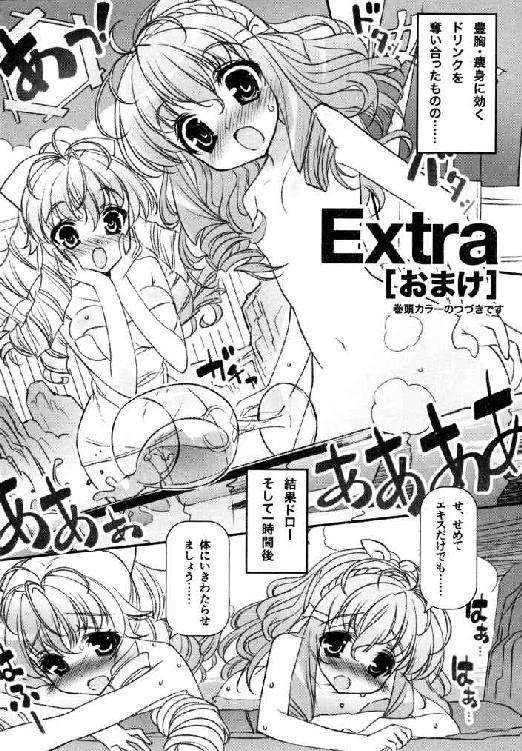 豊胸・痩身に効く
ドリンクを
奪い合ったものの……
あっ!
バタ
バタン
Extra
[おまけ]
巻頭カラーのつづきです
ガチャ
あああああぁぁ
結果ドロー
そして一時間後
せ、せめて
エキスだけでも…
体にいきわたらせ
ましょう……
はぁ…
はぁ…
はふー